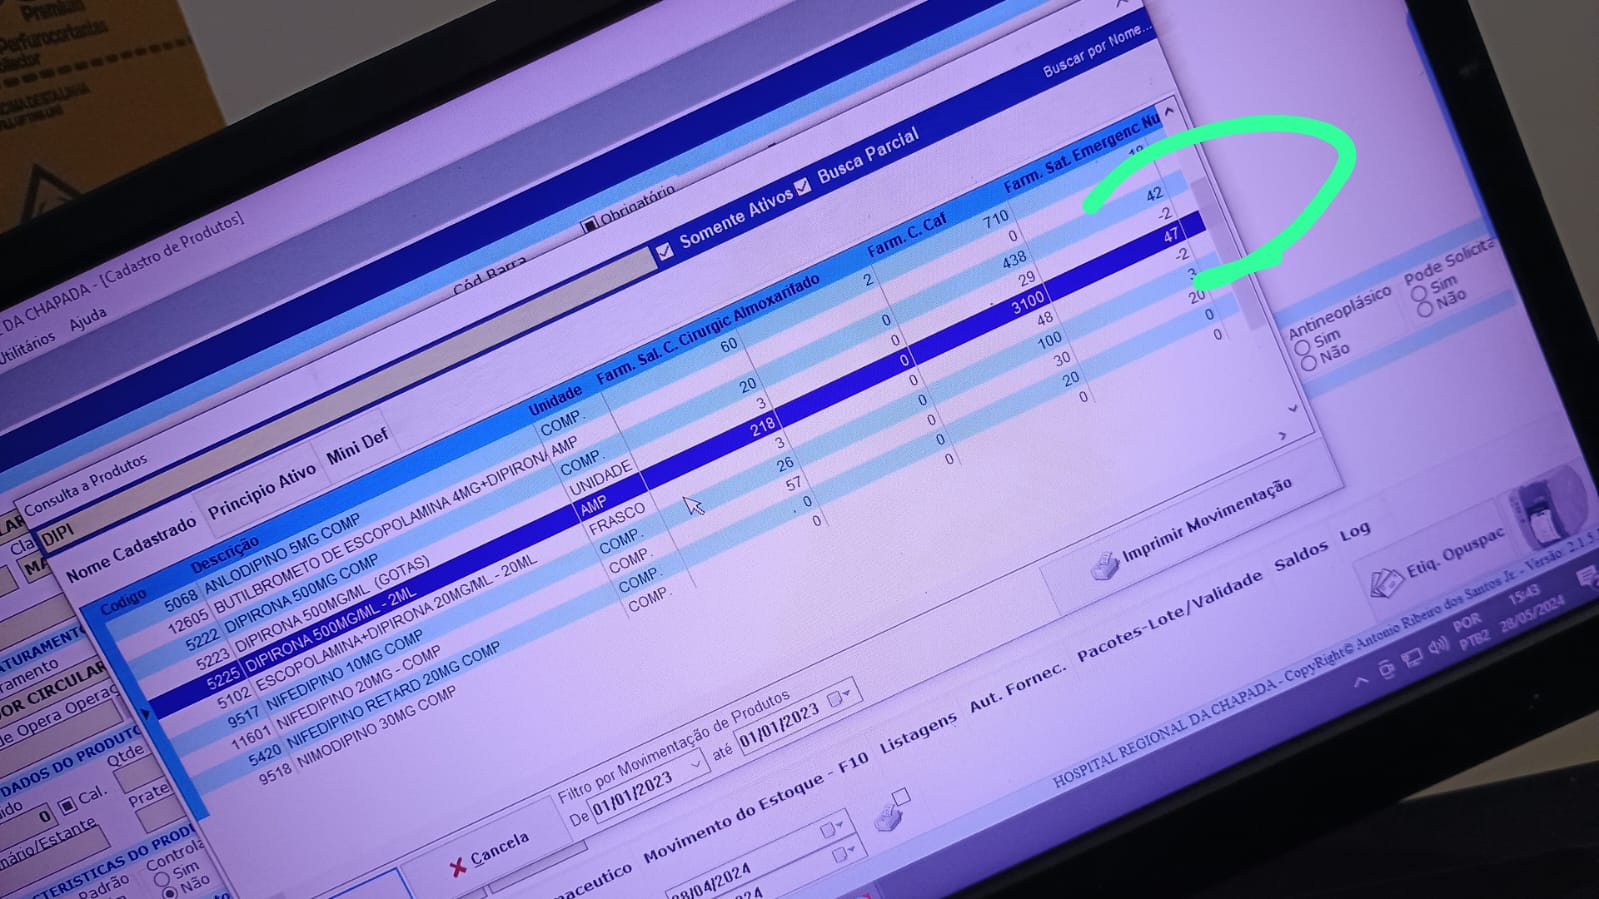 Premium
Perfurocortantes
DA CHAPADA - [Cadastro de Produtos]
Utilitários Ajuda
Obrigatório
Cód Barra
Consulta a Produtos
Buscar por Nome...
DIPI
Somente Ativos
Busca Parcial
Nome Cadastrado Principio Ativo Mini Def
Codigo Descrição Unidade Farm. Sat. C. Cirurgic Almoxarifado Farm. C. Caf Farm. Sat. Emergenc Nu
5068 ANLODIPINO 5MG COMP COMP. 60 2 710
12605 BUTILBROMETO DE ESCOPOLAMINA 4MG+DIPIRONA AMP 0 42
5222 DIPIRONA 500MG COMP COMP. 20 0 438 -2
5223 DIPIRONA 500MG/ML (GOTAS) UNIDADE 3 0 29 47
5225 DIPIRONA 500MG/ML - 2ML AMP 218 0 3100 -2
5102 ESCOPOLAMINA+DIPIRONA 20MG/ML - 20ML FRASCO 3 0 48 3
9517 NIFEDIPINO 10MG COMP COMP. 26 0 100 20
11601 NIFEDIPINO 20MG - COMP COMP. 57 0 30 0
5420 NIFEDIPINO RETARD 20MG COMP COMP. 0 0 20 0
9518 NIMODIPINO 30MG COMP COMP. 0 0 0
Filtro por Movimentação de Produtos
De 01/01/2023 até 01/01/2023
Imprimir Movimentação
Cancela
Antineoplásico
Sim
Não
Pode Solicita
Sim
Não
DADOS DO PRODUTO
Qtde
0 Cal.
Prate
Controla
Padrão
Sim
Não
Movimento do Estoque - F10 Listagens Aut. Fornec. Pacotes-Lote/Validade Saldos Log
Etiq. Opuspac
/04/2024
HOSPITAL REGIONAL DA CHAPADA - CopyRight© Antonio Ribeiro dos Santos Jr. - Versão: 2.1.5
POR
PTB2
15:43
28/05/2024